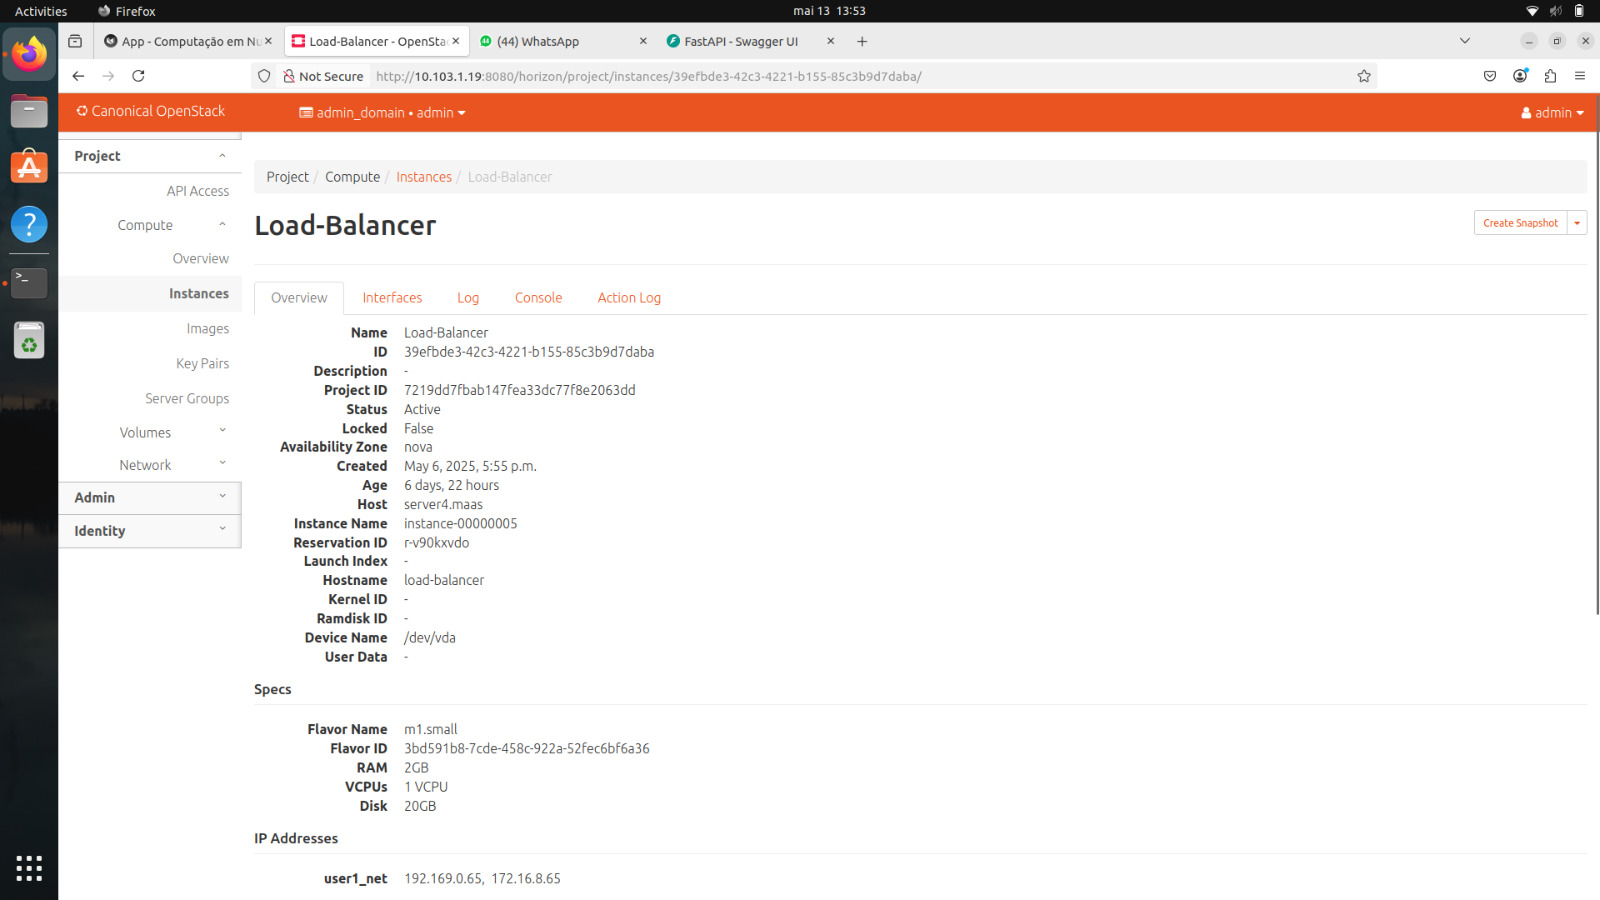 Activities
Firefox
mai 13 13:53
App - Computação em Nu
Load-Balancer - OpenSta
(44) WhatsApp
FastAPI - Swagger UI
Not Secure
http://10.103.1.19:8080/horizon/project/instances/39efbde3-42c3-4221-b155-85c3b9d7daba/
Canonical OpenStack
admin_domain • admin
admin
Project
API Access
Compute
Overview
Instances
Images
Key Pairs
Server Groups
Volumes
Network
Admin
Identity
Project / Compute / Instances / Load-Balancer
Load-Balancer
Create Snapshot
Overview
Interfaces
Log
Console
Action Log
Name Load-Balancer
ID 39efbde3-42c3-4221-b155-85c3b9d7daba
Description -
Project ID 7219dd7fbab147fea33dc77f8e2063dd
Status Active
Locked False
Availability Zone nova
Created May 6, 2025, 5:55 p.m.
Age 6 days, 22 hours
Host server4.maas
Instance Name instance-00000005
Reservation ID r-v90kxvdo
Launch Index -
Hostname load-balancer
Kernel ID -
Ramdisk ID -
Device Name /dev/vda
User Data -
Specs
Flavor Name m1.small
Flavor ID 3bd591b8-7cde-458c-922a-52fec6bf6a36
RAM 2GB
VCPUs 1 VCPU
Disk 20GB
IP Addresses
user1_net 192.169.0.65, 172.16.8.65